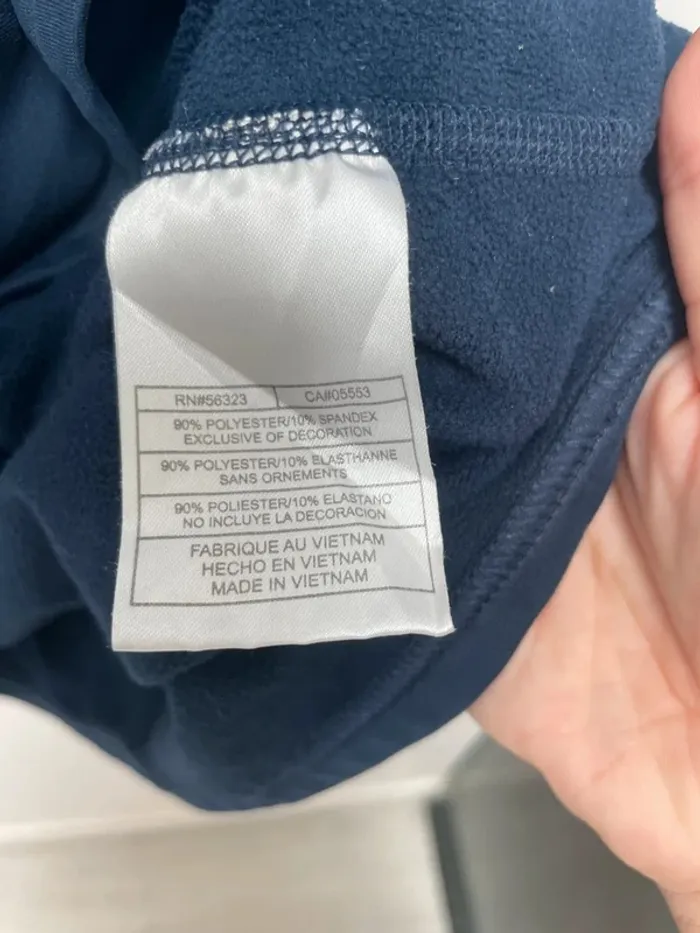 RN#56323 CA#05553
90% POLYESTER/10% SPANDEX
EXCLUSIVE OF DECORATION
90% POLYESTER/10% ELASTHANNE
SANS ORNEMENTS
90% POLIESTER/10% ELASTANO
NO INCLUYE LA DECORACION
FABRIQUE AU VIETNAM
HECHO EN VIETNAM
MADE IN VIETNAM